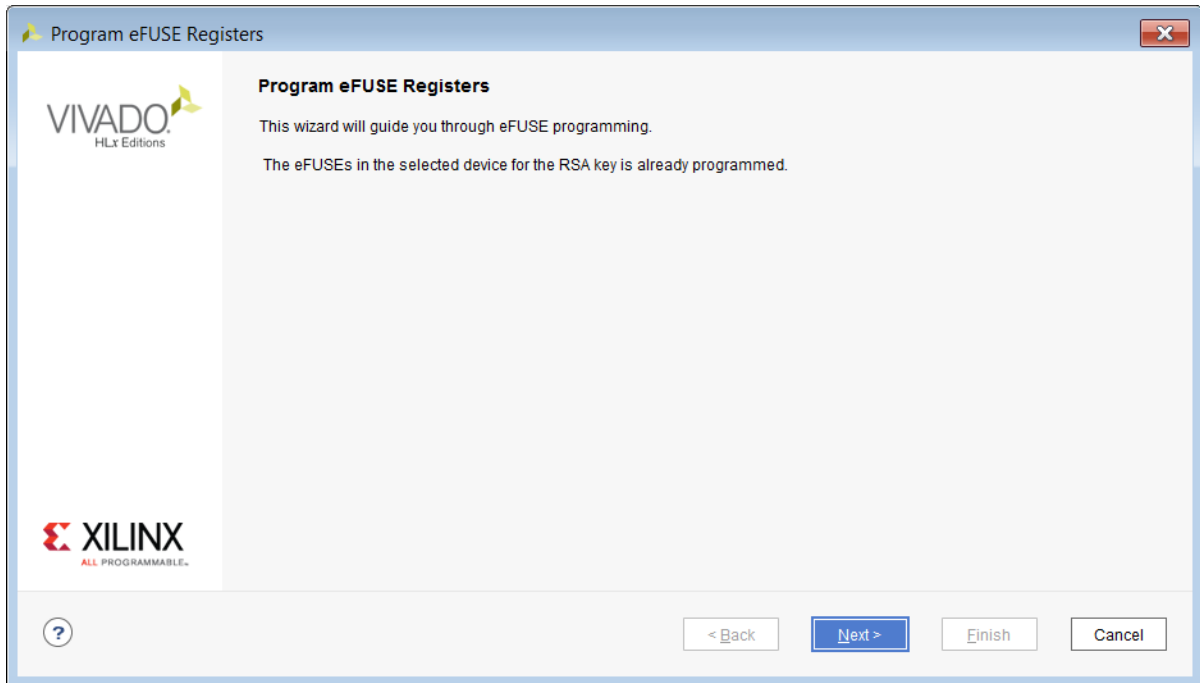 Program eFUSE Registers
VIVADO.
HLx Editions
Program eFUSE Registers
This wizard will guide you through eFUSE programming.
The eFUSEs in the selected device for the RSA key is already programmed.
XILINX
ALL PROGRAMMABLE™
?
< Back
Next >
Finish
Cancel